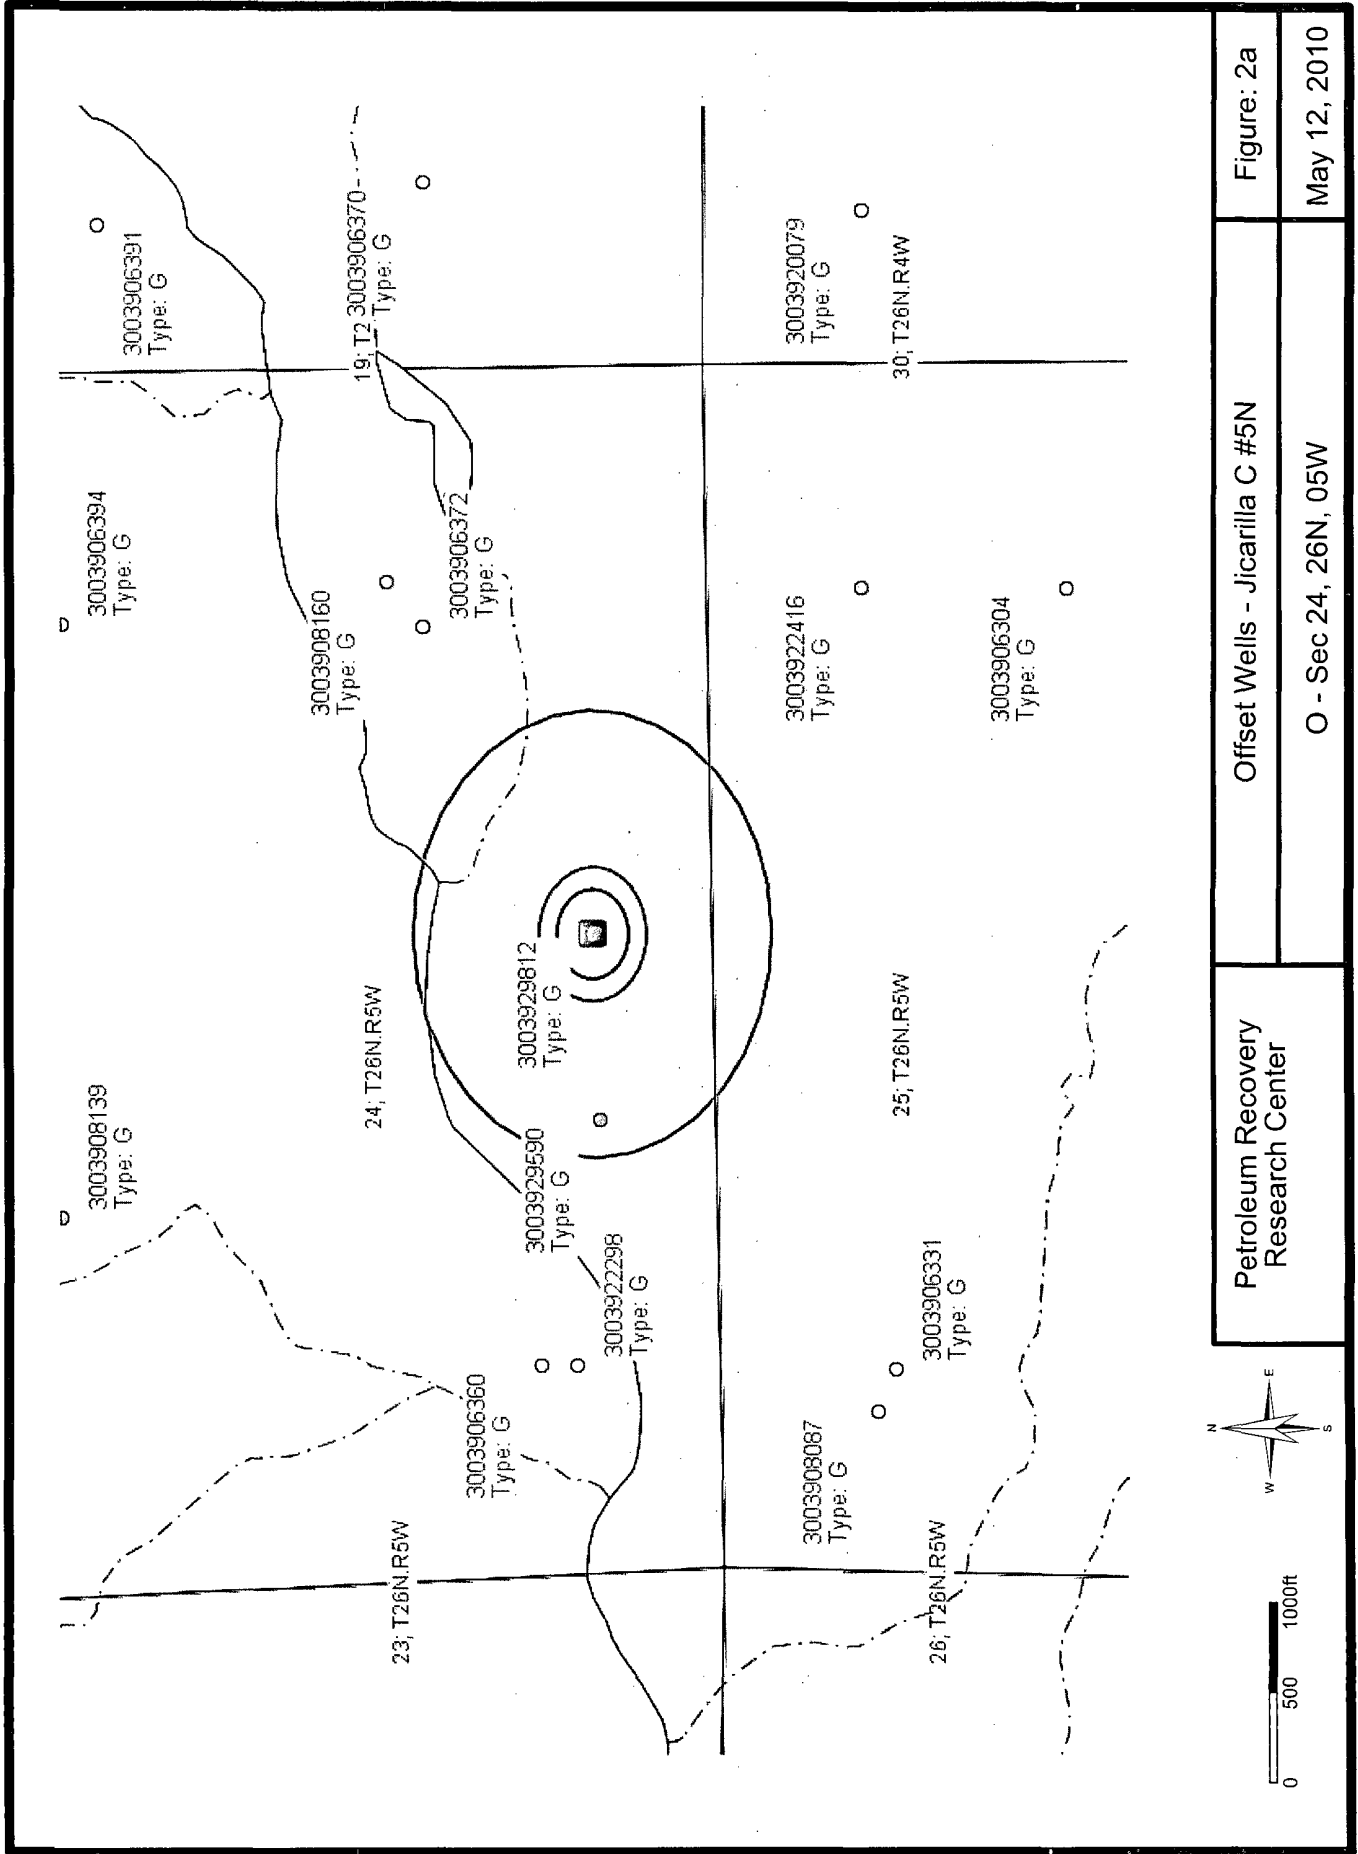 3003908139
Type: G
3003906394
Type: G
3003906391
Type: G
23; T26N.R5W
24; T26N.R5W
3003908160
Type: G
19; T2
3003906370
Type: G
3003906360
Type: G
3003929590
Type: G
3003929812
Type: G
3003906372
Type: G
3003922298
Type: G
3003908087
Type: G
3003906331
Type: G
3003922416
Type: G
3003920079
Type: G
26; T26N.R5W
25; T26N.R5W
30; T26N.R4W
3003906304
Type: G
N
W
E
S
0 500 1000ft
Petroleum Recovery
Research Center
Offset Wells - Jicarilla C #5N
Figure: 2a
O - Sec 24, 26N, 05W
May 12, 2010